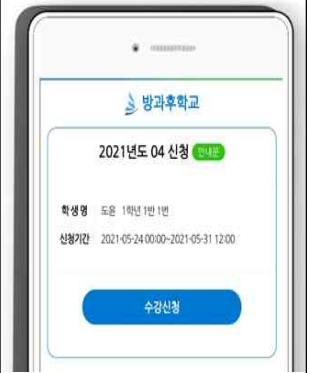 방과후학교
2021년도 04 신청 안내문
학생명 도윤 1학년 1반 1번
신청기간 2021-05-24 00:00~2021-05-31 12:00
수강신청